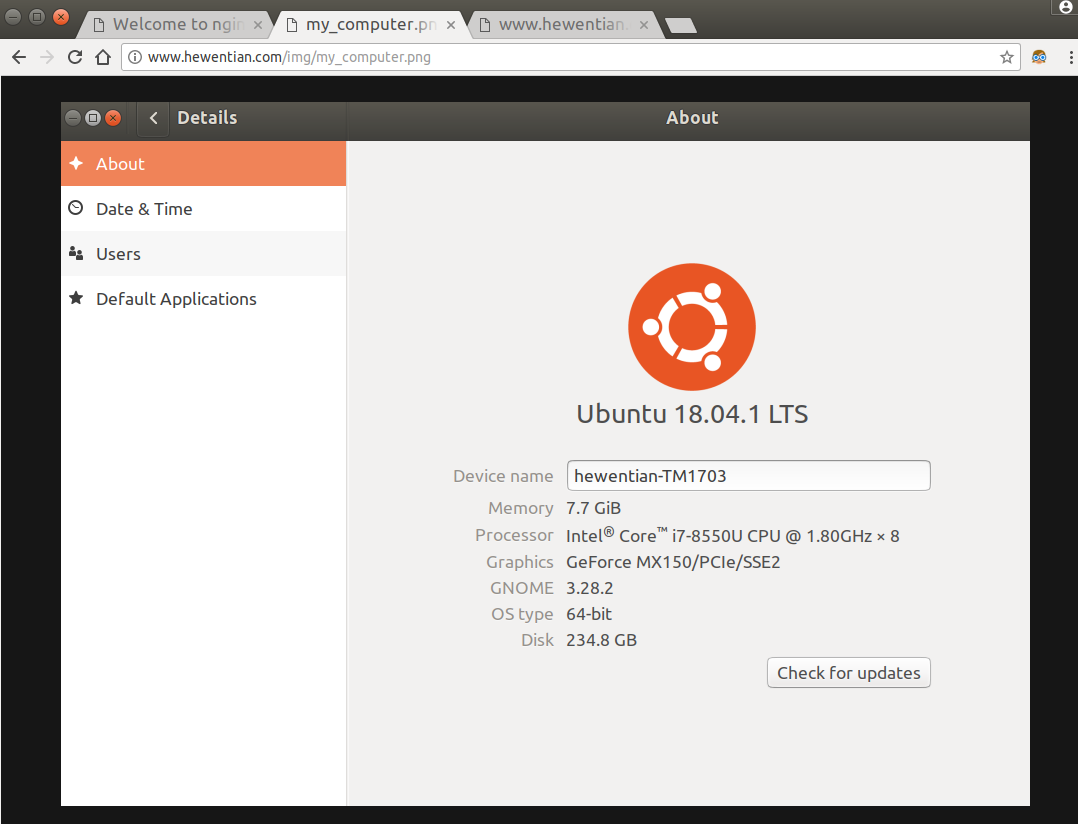 Welcome to ngin
my_computer.pn
www.hewentian.
www.hewentian.com/img/my_computer.png
Details
About
About
Date & Time
Users
Default Applications
Ubuntu 18.04.1 LTS
Device name hewentian-TM1703
Memory 7.7 GiB
Processor Intel® Core™ i7-8550U CPU @ 1.80GHz × 8
Graphics GeForce MX150/PCIe/SSE2
GNOME 3.28.2
OS type 64-bit
Disk 234.8 GB
Check for updates